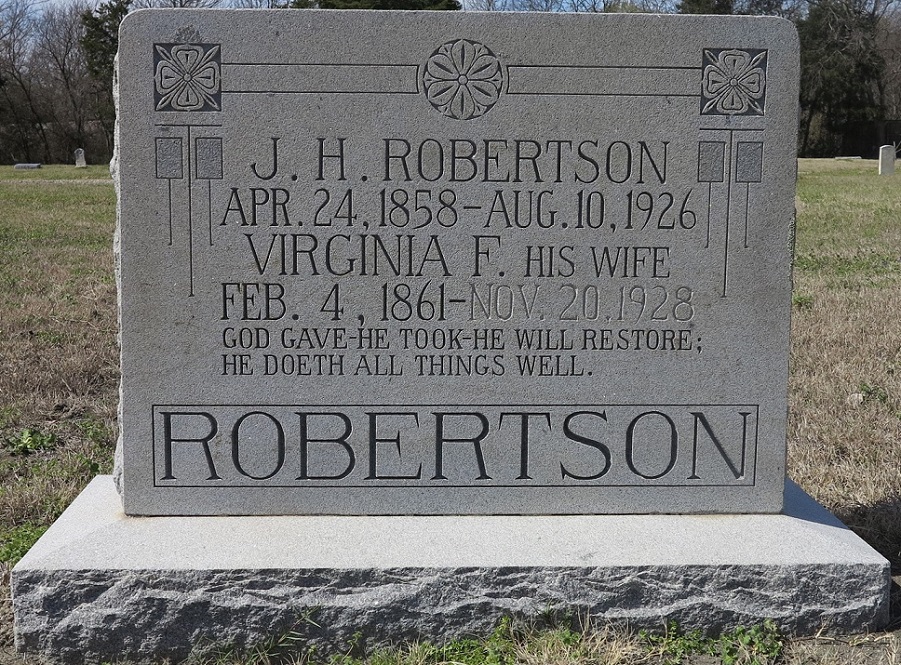 J. H. ROBERTSON
APR. 24, 1858-AUG. 10, 1926
VIRGINIA F. HIS WIFE
FEB. 4, 1861-NOV. 20, 1928
GOD GAVE-HE TOOK-HE WILL RESTORE;
HE DOETH ALL THINGS WELL.
ROBERTSON